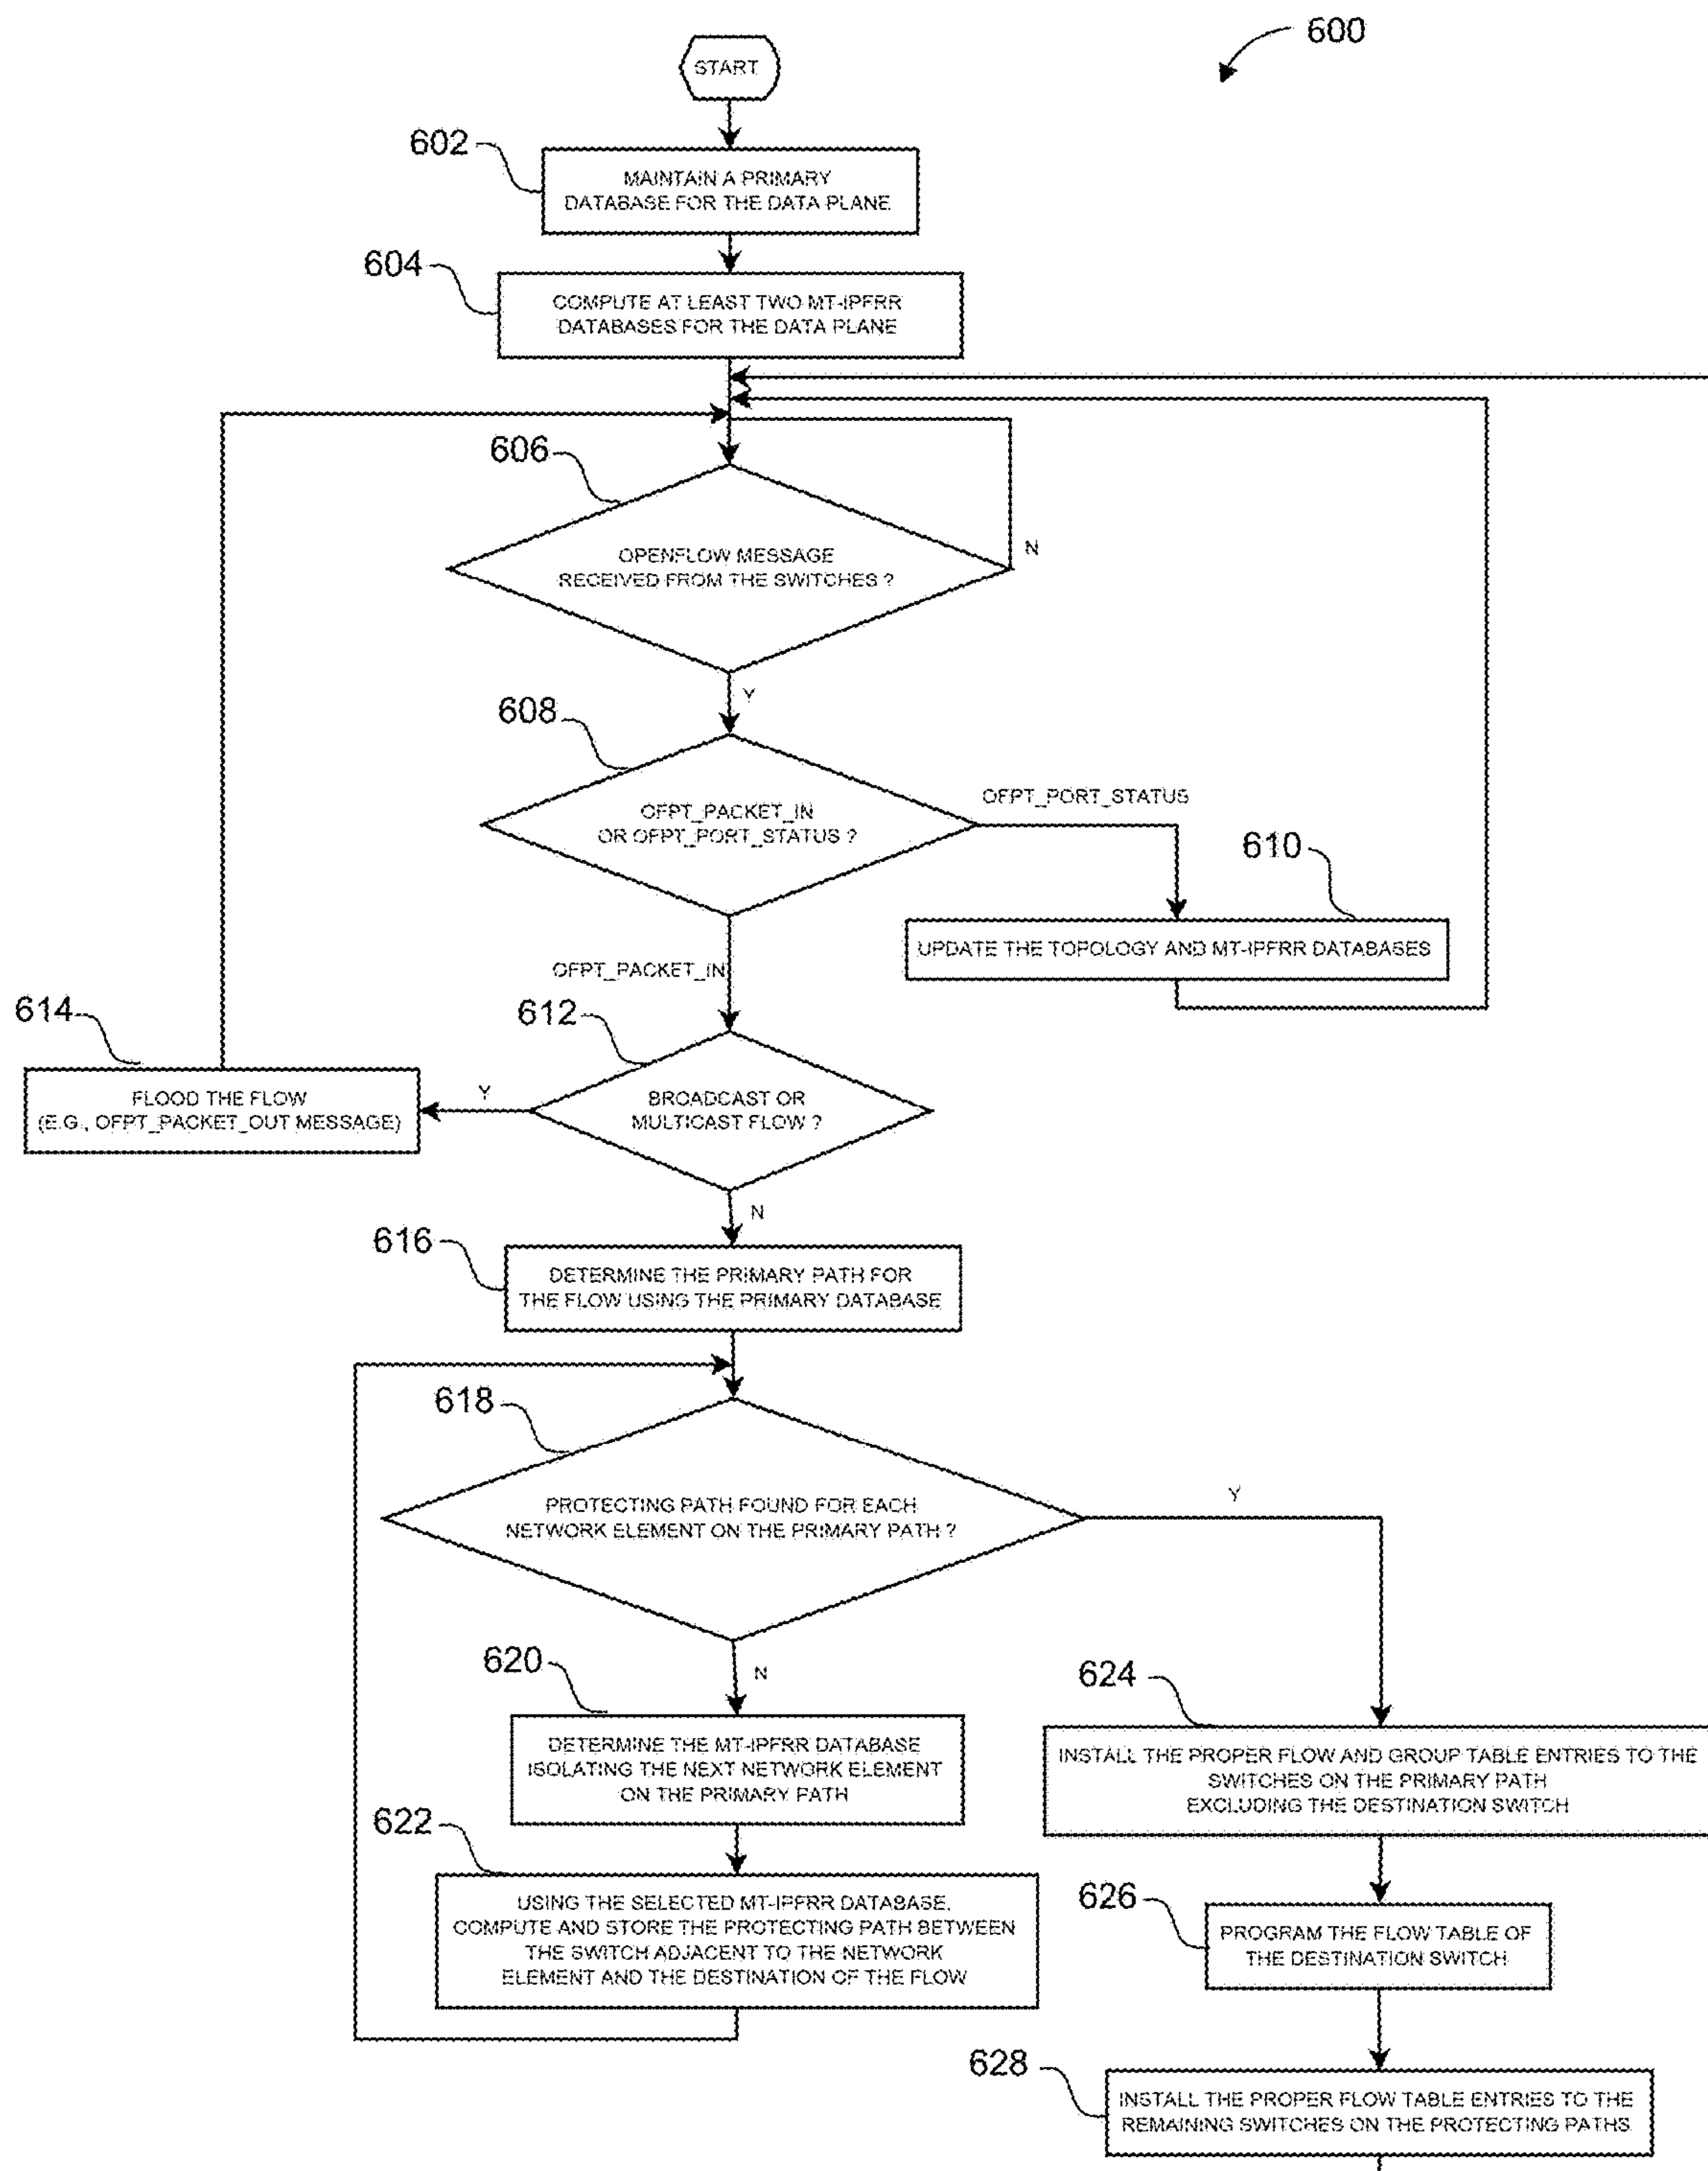 600
START
602
MAINTAIN A PRIMARY
DATABASE FOR THE DATA PLANE
604
COMPUTE AT LEAST TWO MT-IPFRR
DATABASES FOR THE DATA PLANE
606
OPENFLOW MESSAGE
RECEIVED FROM THE SWITCHES ?
N
Y
608
OFPT_PACKET_IN
OR OFPT_PORT_STATUS ?
OFPT_PORT_STATUS
610
UPDATE THE TOPOLOGY AND MT-IPFRR DATABASES
OFPT_PACKET_IN
612
BROADCAST OR
MULTICAST FLOW ?
Y
614
FLOOD THE FLOW
(E.G., OFPT_PACKET_OUT MESSAGE)
N
616
DETERMINE THE PRIMARY PATH FOR
THE FLOW USING THE PRIMARY DATABASE
618
PROTECTING PATH FOUND FOR EACH
NETWORK ELEMENT ON THE PRIMARY PATH ?
Y
N
620
DETERMINE THE MT-IPFRR DATABASE
ISOLATING THE NEXT NETWORK ELEMENT
ON THE PRIMARY PATH
622
USING THE SELECTED MT-IPFRR DATABASE,
COMPUTE AND STORE THE PROTECTING PATH BETWEEN
THE SWITCH ADJACENT TO THE NETWORK
ELEMENT AND THE DESTINATION OF THE FLOW
624
INSTALL THE PROPER FLOW AND GROUP TABLE ENTRIES TO THE
SWITCHES ON THE PRIMARY PATH
EXCLUDING THE DESTINATION SWITCH
626
PROGRAM THE FLOW TABLE OF
THE DESTINATION SWITCH
628
INSTALL THE PROPER FLOW TABLE ENTRIES TO THE
REMAINING SWITCHES ON THE PROTECTING PATHS